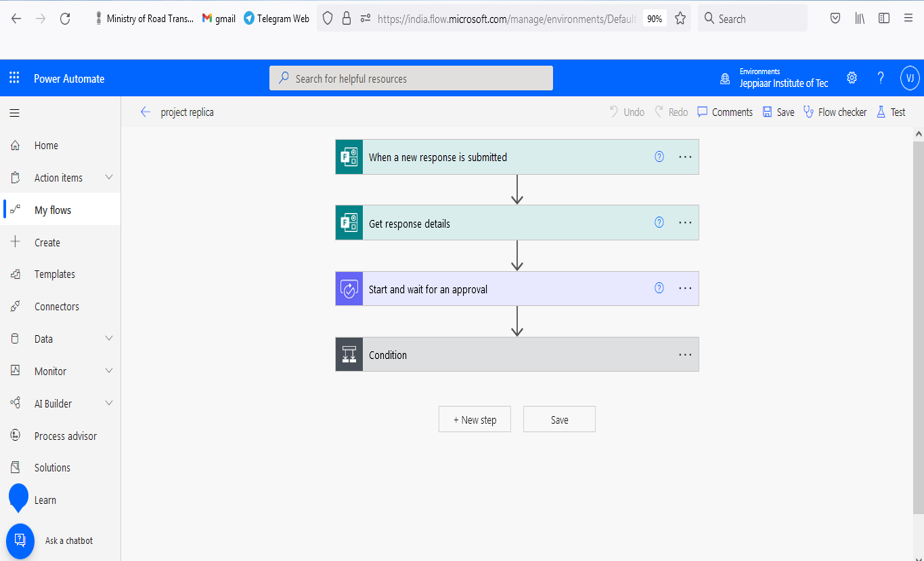 Ministry of Road Trans... gmail Telegram Web https://india.flow.microsoft.com/manage/environments/Defaul 90% Search
Power Automate Search for helpful resources
Environments
Jeppiaar Institute of Tec ? VJ
project replica Undo Redo Comments Save Flow checker Test
Home
Action items
My flows
Create
Templates
Connectors
Data
Monitor
AI Builder
Process advisor
Solutions
Learn
Ask a chatbot
When a new response is submitted
Get response details
Start and wait for an approval
Condition
+ New step Save